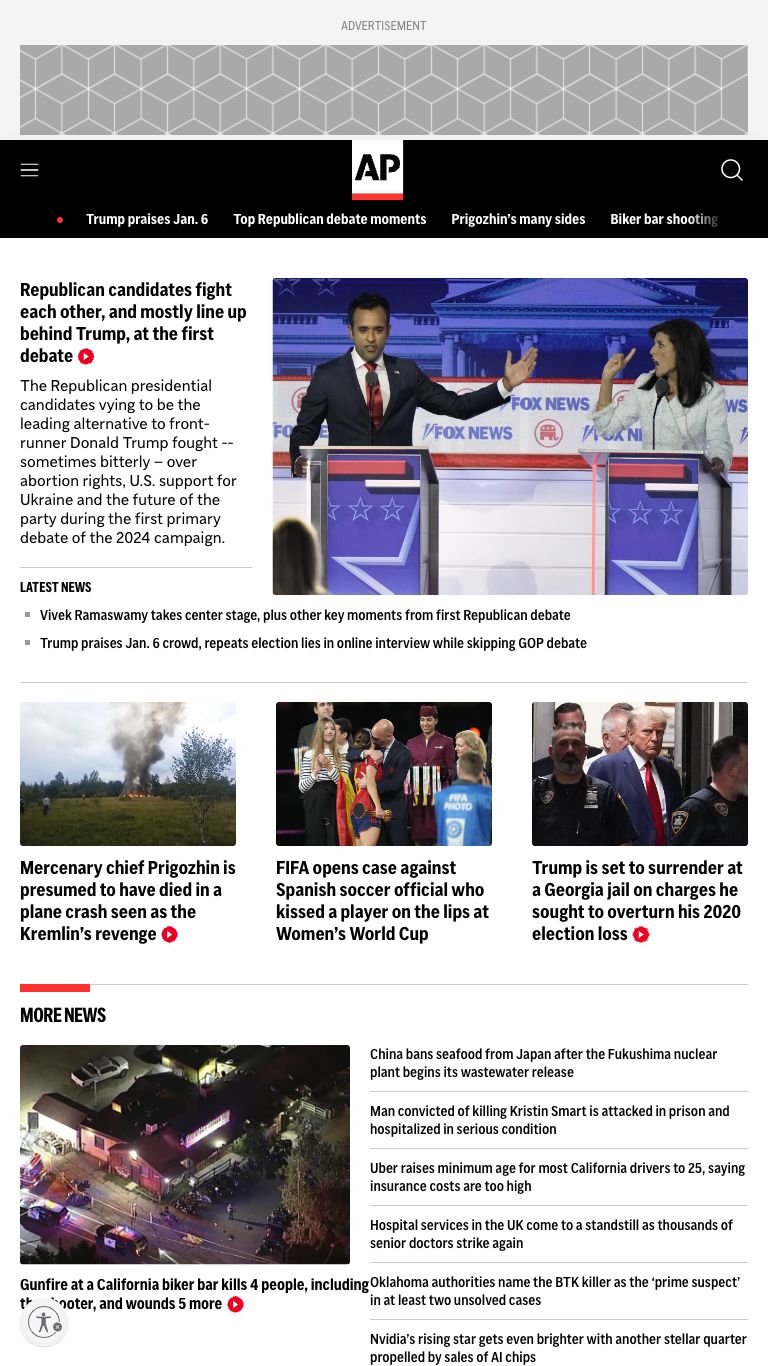 ADVERTISEMENT
AP
Trump praises Jan. 6 Top Republican debate moments Prigozhin's many sides Biker bar shooting
Republican candidates fight
each other, and mostly line up
behind Trump, at the first
debate
The Republican presidential
candidates vying to be the
leading alternative to front-
runner Donald Trump fought --
sometimes bitterly – over
abortion rights, U.S. support for
Ukraine and the future of the
party during the first primary
debate of the 2024 campaign.
FOX NEWS
FOX NEWS
LATEST NEWS
Vivek Ramaswamy takes center stage, plus other key moments from first Republican debate
Trump praises Jan. 6 crowd, repeats election lies in online interview while skipping GOP debate
FIFA
PHOTO
Mercenary chief Prigozhin is
presumed to have died in a
plane crash seen as the
Kremlin's revenge
FIFA opens case against
Spanish soccer official who
kissed a player on the lips at
Women's World Cup
Trump is set to surrender at
a Georgia jail on charges he
sought to overturn his 2020
election loss
MORE NEWS
Gunfire at a California biker bar kills 4 people, including
and wounds 5 more
China bans seafood from Japan after the Fukushima nuclear
plant begins its wastewater release
Man convicted of killing Kristin Smart is attacked in prison and
hospitalized in serious condition
Uber raises minimum age for most California drivers to 25, saying
insurance costs are too high
Hospital services in the UK come to a standstill as thousands of
senior doctors strike again
Oklahoma authorities name the BTK killer as the ‘prime suspect’
in at least two unsolved cases
Nvidia's rising star gets even brighter with another stellar quarter
propelled by sales of AI chips